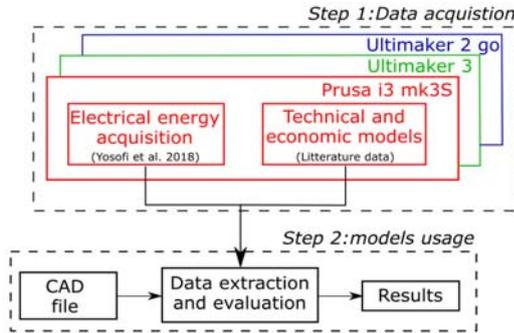 Step 1:Data acquistion
Ultimaker 2 go
Ultimaker 3
Prusa i3 mk3S
Electrical energy
acquisition
(Yosofi et al. 2018)
Technical and
economic models
(Litterature data)
Step 2:models usage
CAD
file
Data extraction
and evaluation
Results